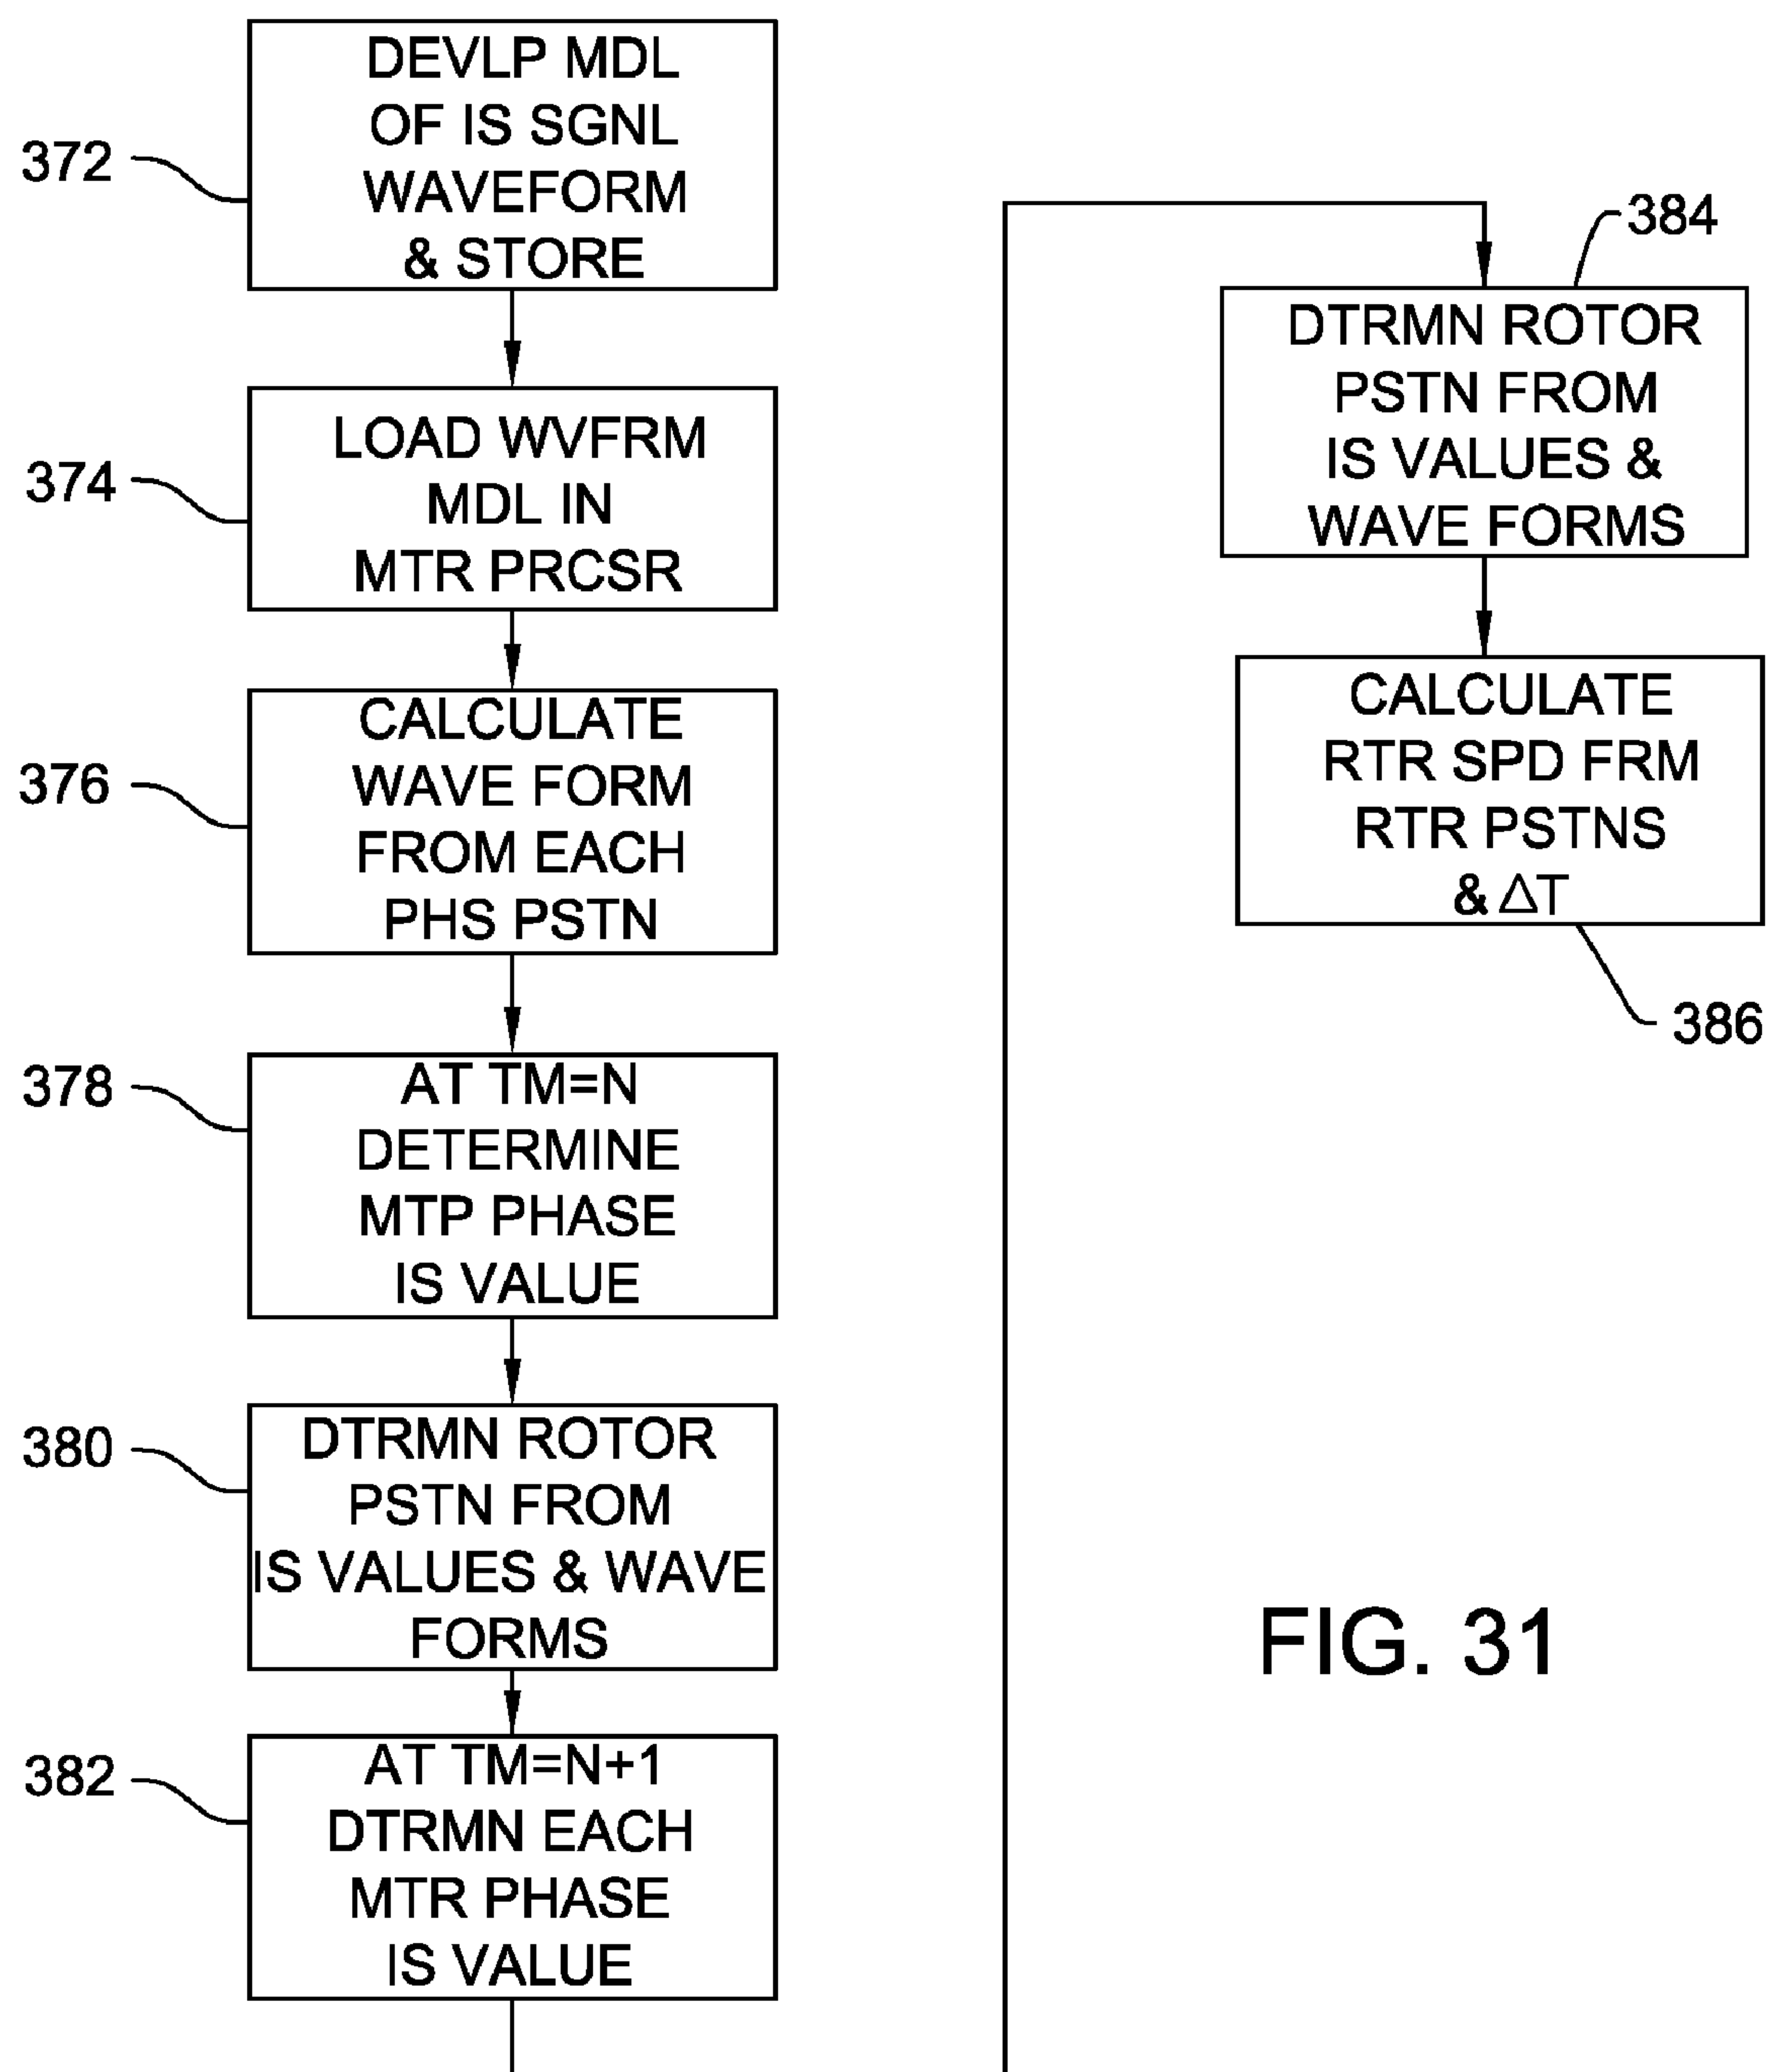 372
DEVLP MDL
OF IS SGNL
WAVEFORM
& STORE
374
LOAD WVFRM
MDL IN
MTR PRCSR
376
CALCULATE
WAVE FORM
FROM EACH
PHS PSTN
378
AT TM=N
DETERMINE
MTP PHASE
IS VALUE
380
DTRMN ROTOR
PSTN FROM
IS VALUES & WAVE
FORMS
382
AT TM=N+1
DTRMN EACH
MTR PHASE
IS VALUE
384
DTRMN ROTOR
PSTN FROM
IS VALUES &
WAVE FORMS
CALCULATE
RTR SPD FRM
RTR PSTNS
& ΔT
386
FIG. 31